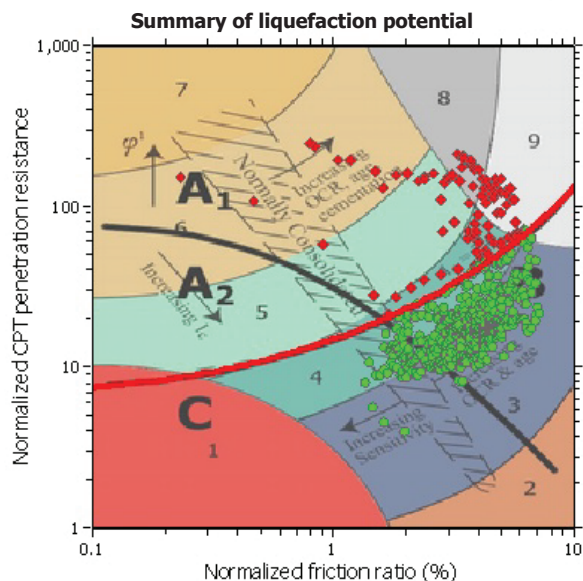 Summary of liquefaction potential
1,000
7
8
9
φ'
Normally Consolidated
Increasing
OCR, age
cementation
100
A1
6
A2
Increasing Ic
5
10
4
C
1
OCR & age
3
Increasing
Sensitivity
2
1
0.1
1
10
Normalized CPT penetration resistance
Normalized friction ratio (%)